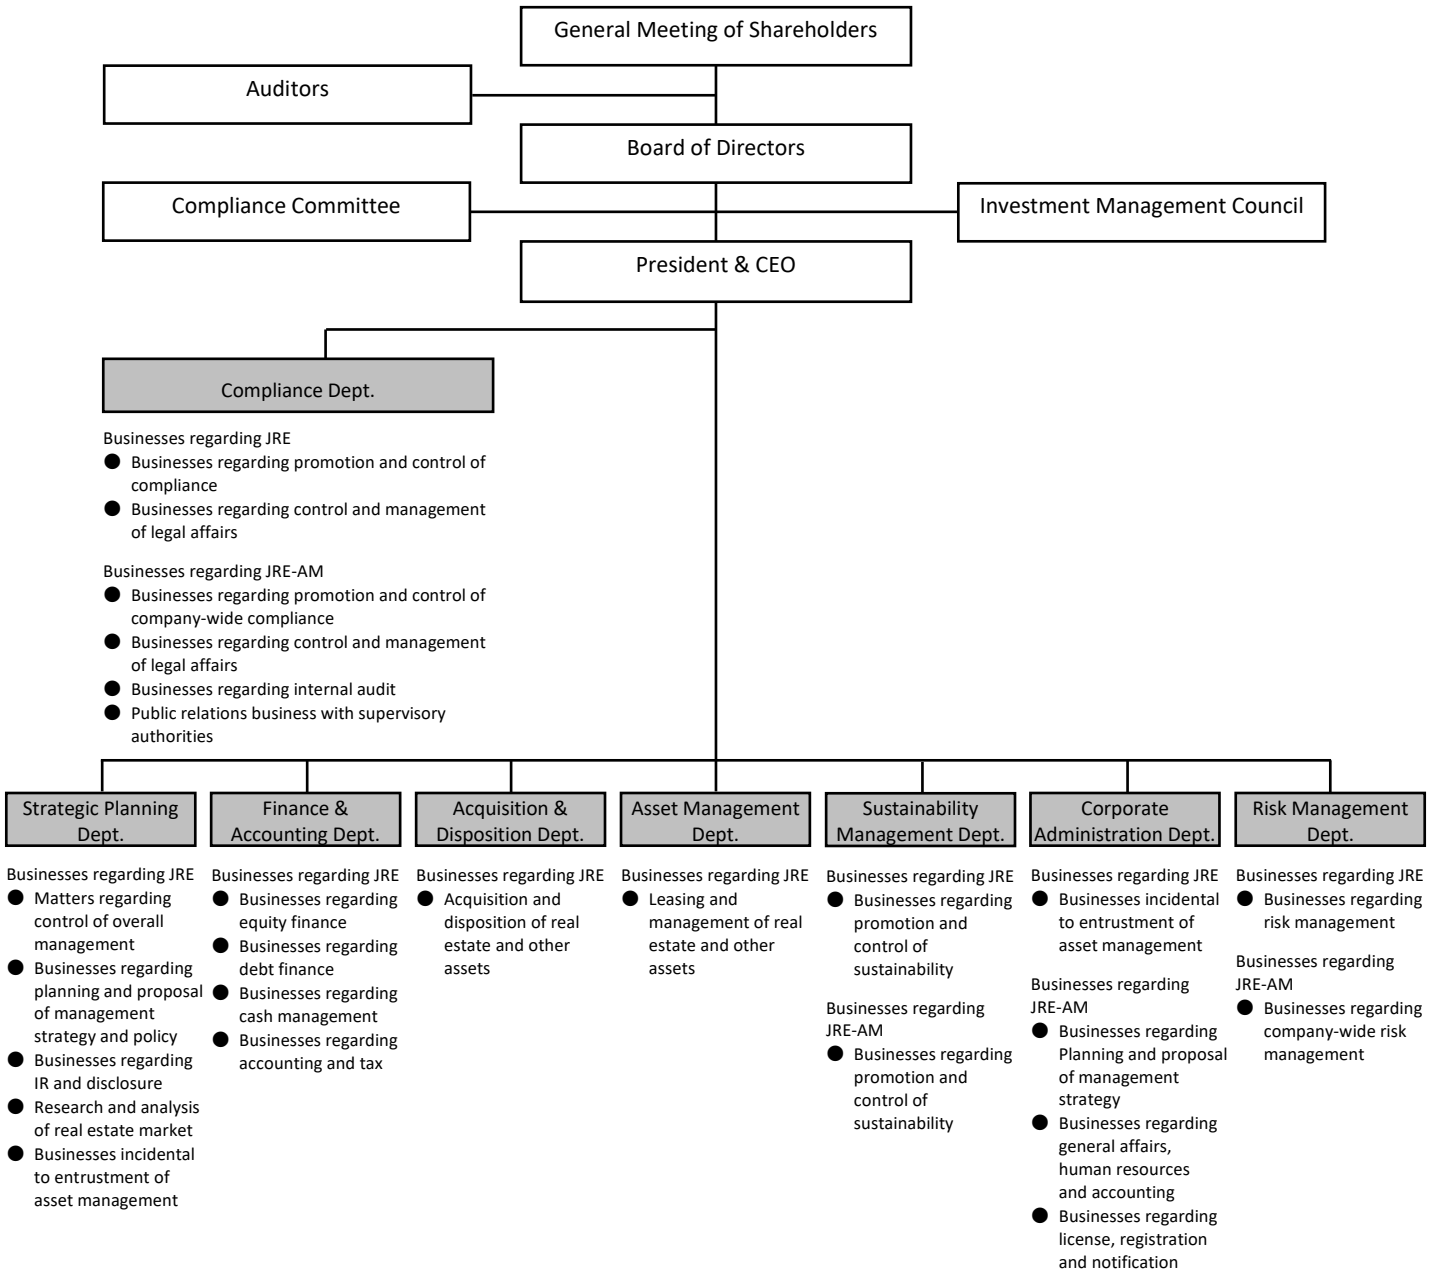 General Meeting of Shareholders
Auditors
Board of Directors
Compliance Committee
Investment Management Council
President & CEO
Compliance Dept.
Businesses regarding JRE
● Businesses regarding promotion and control of
compliance
● Businesses regarding control and management
of legal affairs
Businesses regarding JRE-AM
● Businesses regarding promotion and control of
company-wide compliance
● Businesses regarding control and management
of legal affairs
● Businesses regarding internal audit
● Public relations business with supervisory
authorities
Strategic Planning
Dept.
Businesses regarding JRE
● Matters regarding
control of overall
management
● Businesses regarding
planning and proposal
of management
strategy and policy
● Businesses regarding
IR and disclosure
● Research and analysis
of real estate market
● Businesses incidental
to entrustment of
asset management
Finance &
Accounting Dept.
Businesses regarding JRE
● Businesses regarding
equity finance
● Businesses regarding
debt finance
● Businesses regarding
cash management
● Businesses regarding
accounting and tax
Acquisition &
Disposition Dept.
Businesses regarding JRE
● Acquisition and
disposition of real
estate and other
assets
Asset Management
Dept.
Businesses regarding JRE
● Leasing and
management of real
estate and other
assets
Sustainability
Management Dept.
Businesses regarding JRE
● Businesses regarding
promotion and
control of
sustainability
Businesses regarding
JRE-AM
● Businesses regarding
promotion and
control of
sustainability
Corporate
Administration Dept.
Businesses regarding JRE
● Businesses incidental
to entrustment of
asset management
Businesses regarding
JRE-AM
● Businesses regarding
Planning and proposal
of management
strategy
● Businesses regarding
general affairs,
human resources
and accounting
● Businesses regarding
license, registration
and notification
Risk Management
Dept.
Businesses regarding JRE
● Businesses regarding
risk management
Businesses regarding
JRE-AM
● Businesses regarding
company-wide risk
management